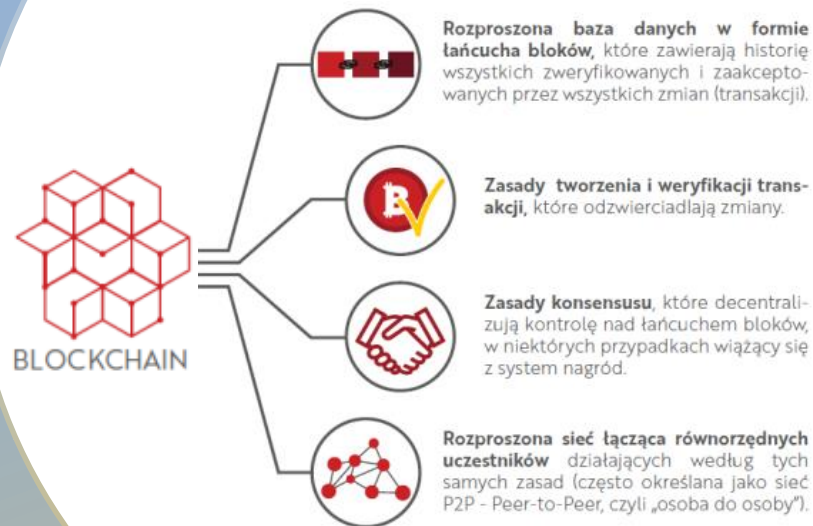 Rozproszona baza danych w formie
łańcucha bloków, które zawierają historię
wszystkich zweryfikowanych i zaakcepto-
wanych przez wszystkich zmian (transakcji).
Zasady tworzenia i weryfikacji trans-
akcji, które odzwierciadlają zmiany.
BLOCKCHAIN
Zasady konsensusu, które decentrali-
zują kontrolę nad łańcuchem bloków,
w niektórych przypadkach wiążący się
z system nagród.
Rozproszona sieć łącząca równorzędnych
uczestników działających według tych
samych zasad (często określana jako sieć
P2P - Peer-to-Peer, czyli „osoba do osoby”).